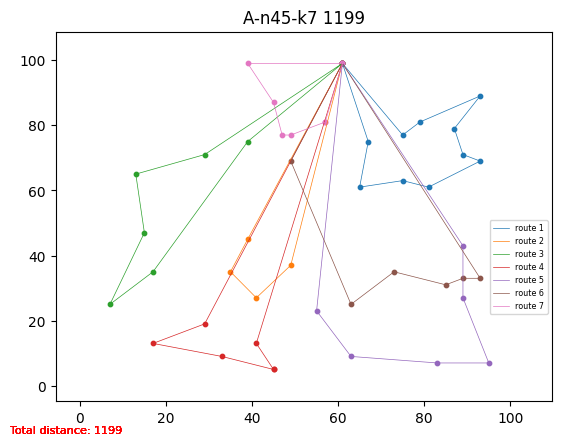 A-n45-k7 1199
100
80
60
40
20
0
0 20 40 60 80 100
route 1
route 2
route 3
route 4
route 5
route 6
route 7
Total distance: 1199